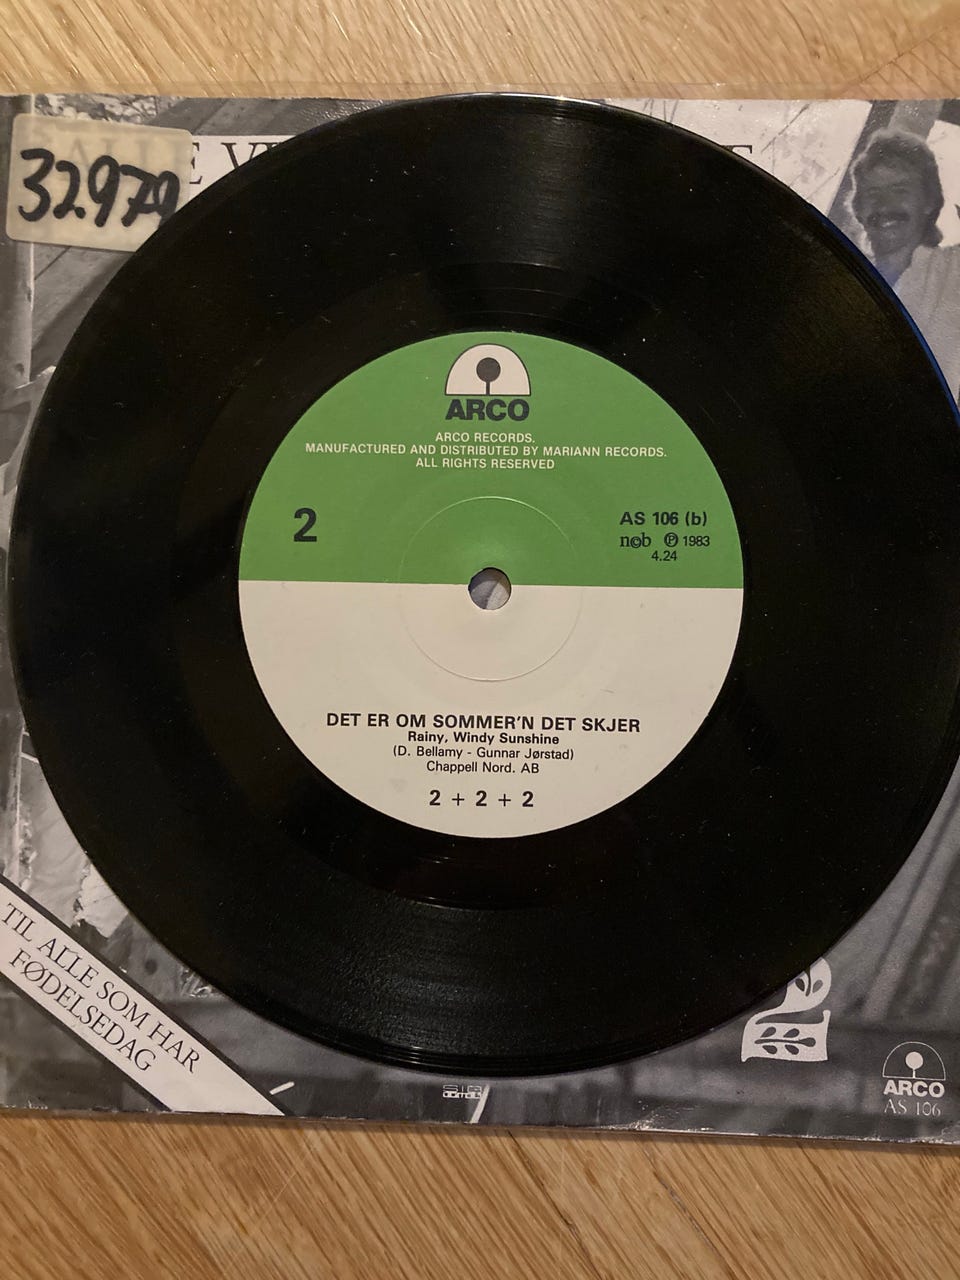 32979
ARCO
ARCO RECORDS.
MANUFACTURED AND DISTRIBUTED BY MARIANN RECORDS.
ALL RIGHTS RESERVED
2
AS 106 (b)
n©b ℗ 1983
4.24
DET ER OM SOMMER'N DET SKJER
Rainy, Windy Sunshine
(D. Bellamy - Gunnar Jørstad)
Chappell Nord. AB
2 + 2 + 2
TIL ALLE SOM HAR
FØDELSEDAG
2
ARCO
AS 106